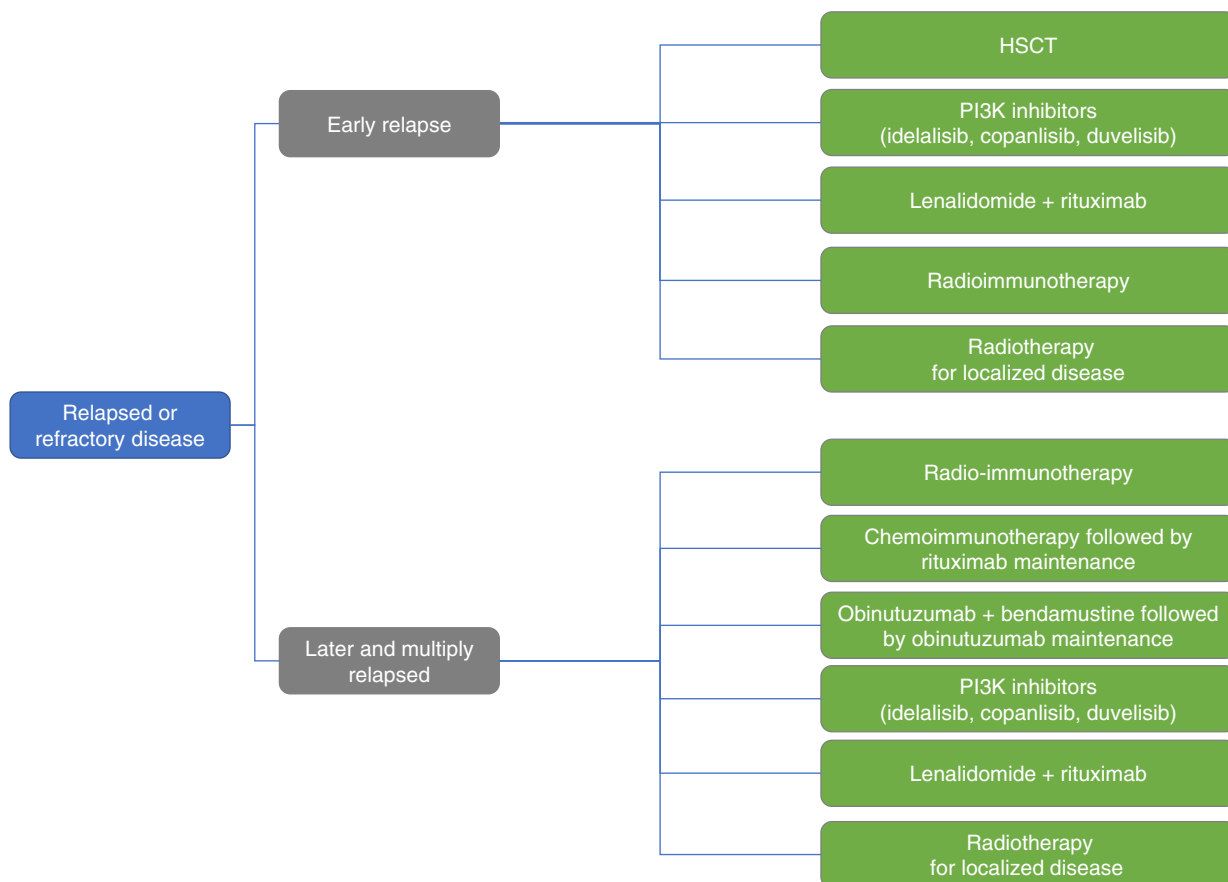 HSCT
Early relapse
PI3K inhibitors
(idelalisib, copanlisib, duvelisib)
Lenalidomide + rituximab
Radioimmunotherapy
Radiotherapy
for localized disease
Relapsed or
refractory disease
Radio-immunotherapy
Chemoimmunotherapy followed by
rituximab maintenance
Obinutuzumab + bendamustine followed
by obinutuzumab maintenance
Later and multiply
relapsed
PI3K inhibitors
(idelalisib, copanlisib, duvelisib)
Lenalidomide + rituximab
Radiotherapy
for localized disease